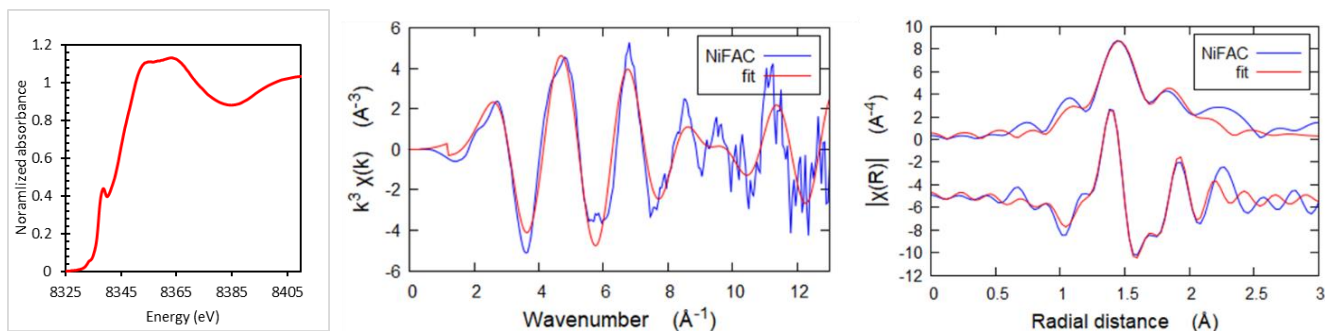 Noramlized absorbance
1.2
1
0.8
0.6
0.4
0.2
0
8325 8345 8365 8385 8405
Energy (eV)
k³ χ(k) (A⁻³)
6
4
2
0
-2
-4
-6
NiFAC
fit
0 2 4 6 8 10 12
Wavenumber (Å⁻¹)
|χ(R)| (A⁻⁴)
10
8
6
4
2
0
-2
-4
-6
-8
-10
-12
NiFAC
fit
0 0.5 1 1.5 2 2.5 3
Radial distance (Å)